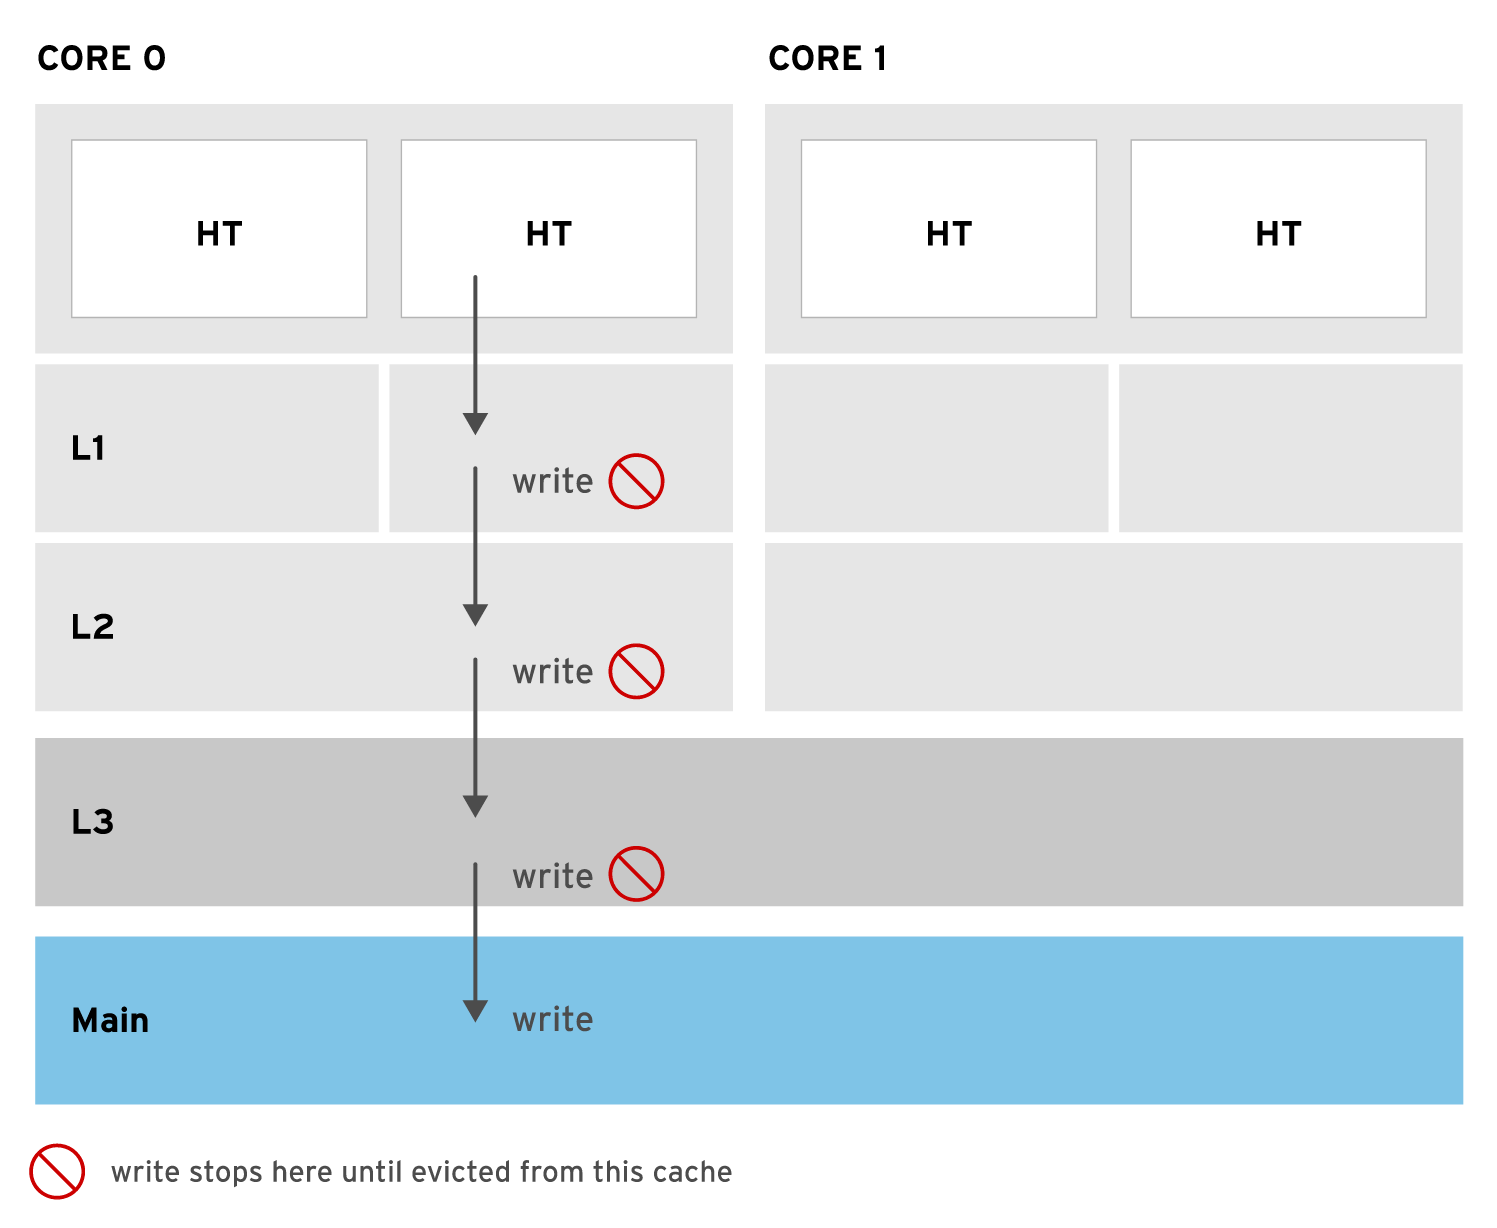 CORE 0
CORE 1
HT
HT
HT
HT
L1
write
L2
write
L3
write
Main
write
write stops here until evicted from this cache